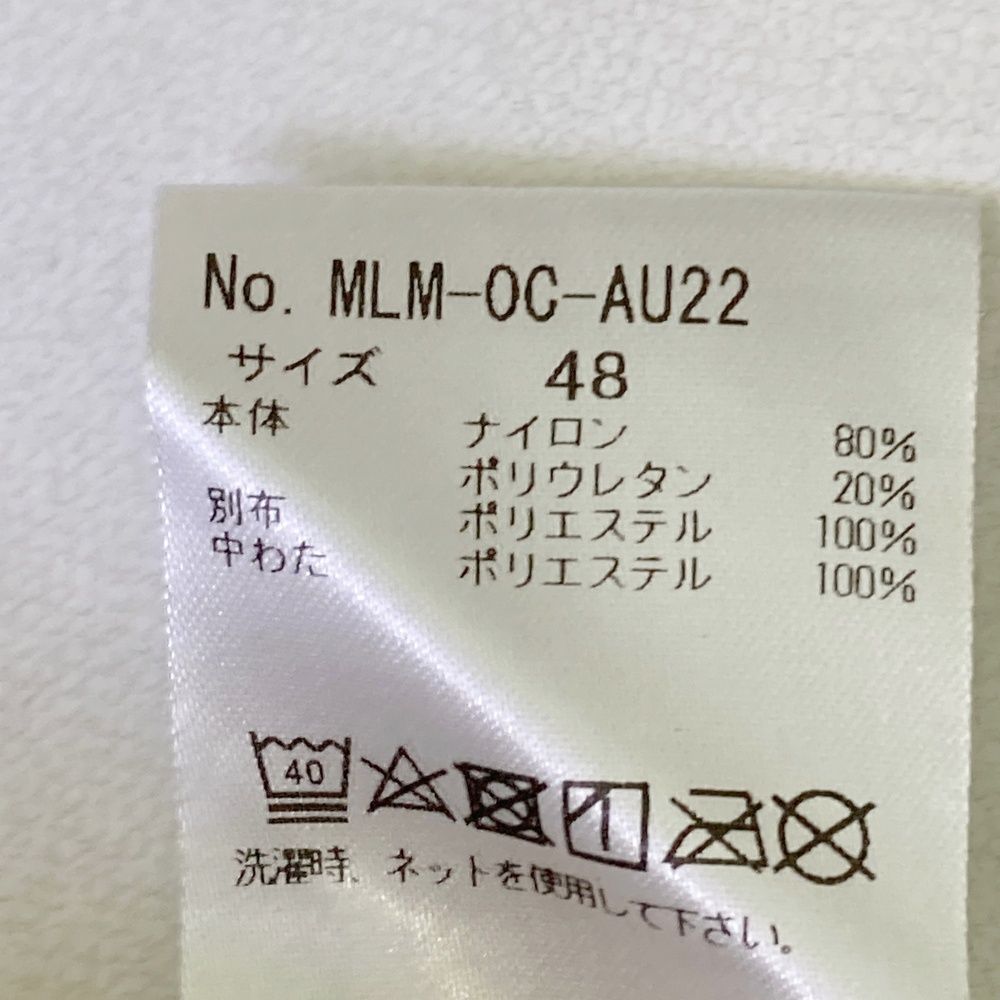 No. MLM-OC-AU22
サイズ 48
本体 ナイロン 80%
ポリウレタン 20%
別布 ポリエステル 100%
中わた ポリエステル 100%
40
洗濯時、ネットを使用して下さい。